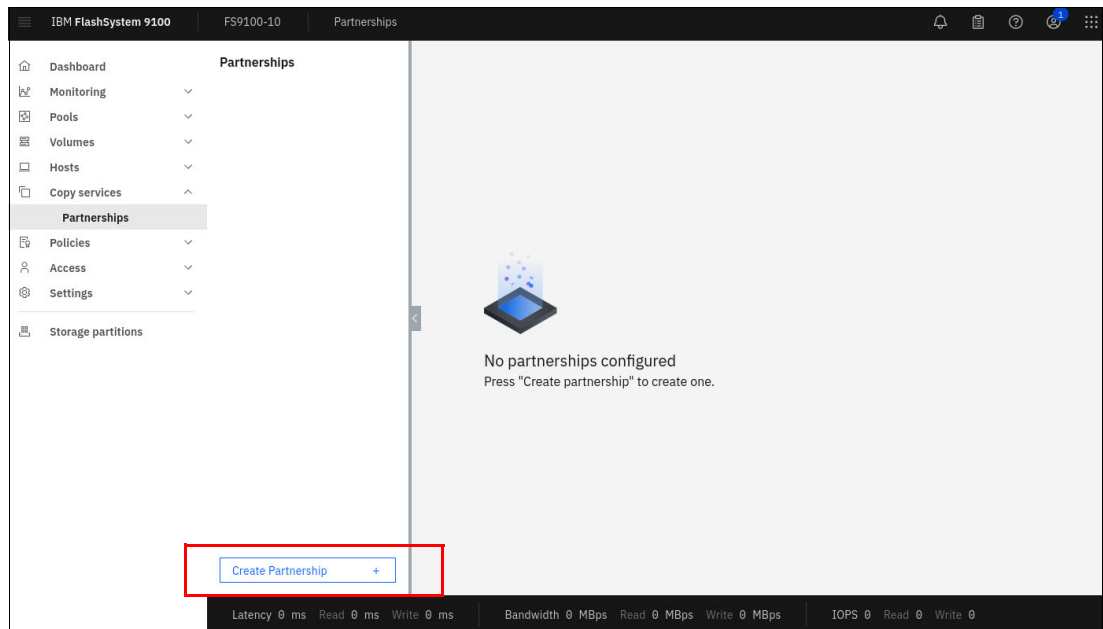 IBM FlashSystem 9100 FS9100-10 Partnerships 1
Dashboard
Monitoring
Pools
Volumes
Hosts
Copy services
Partnerships
Policies
Access
Settings
Storage partitions
Partnerships
No partnerships configured
Press "Create partnership" to create one.
Create Partnership +
Latency 0 ms Read 0 ms Write 0 ms Bandwidth 0 MBps Read 0 MBps Write 0 MBps IOPS 0 Read 0 Write 0